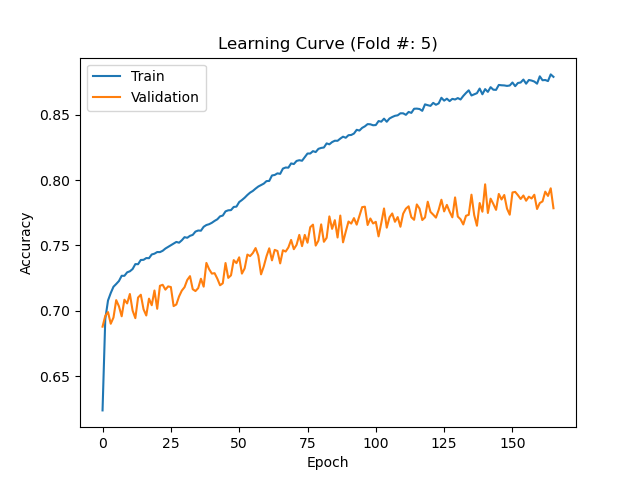 Learning Curve (Fold #: 5)
Train
Validation
0.85
0.80
0.75
0.70
0.65
Accuracy
0 25 50 75 100 125 150
Epoch